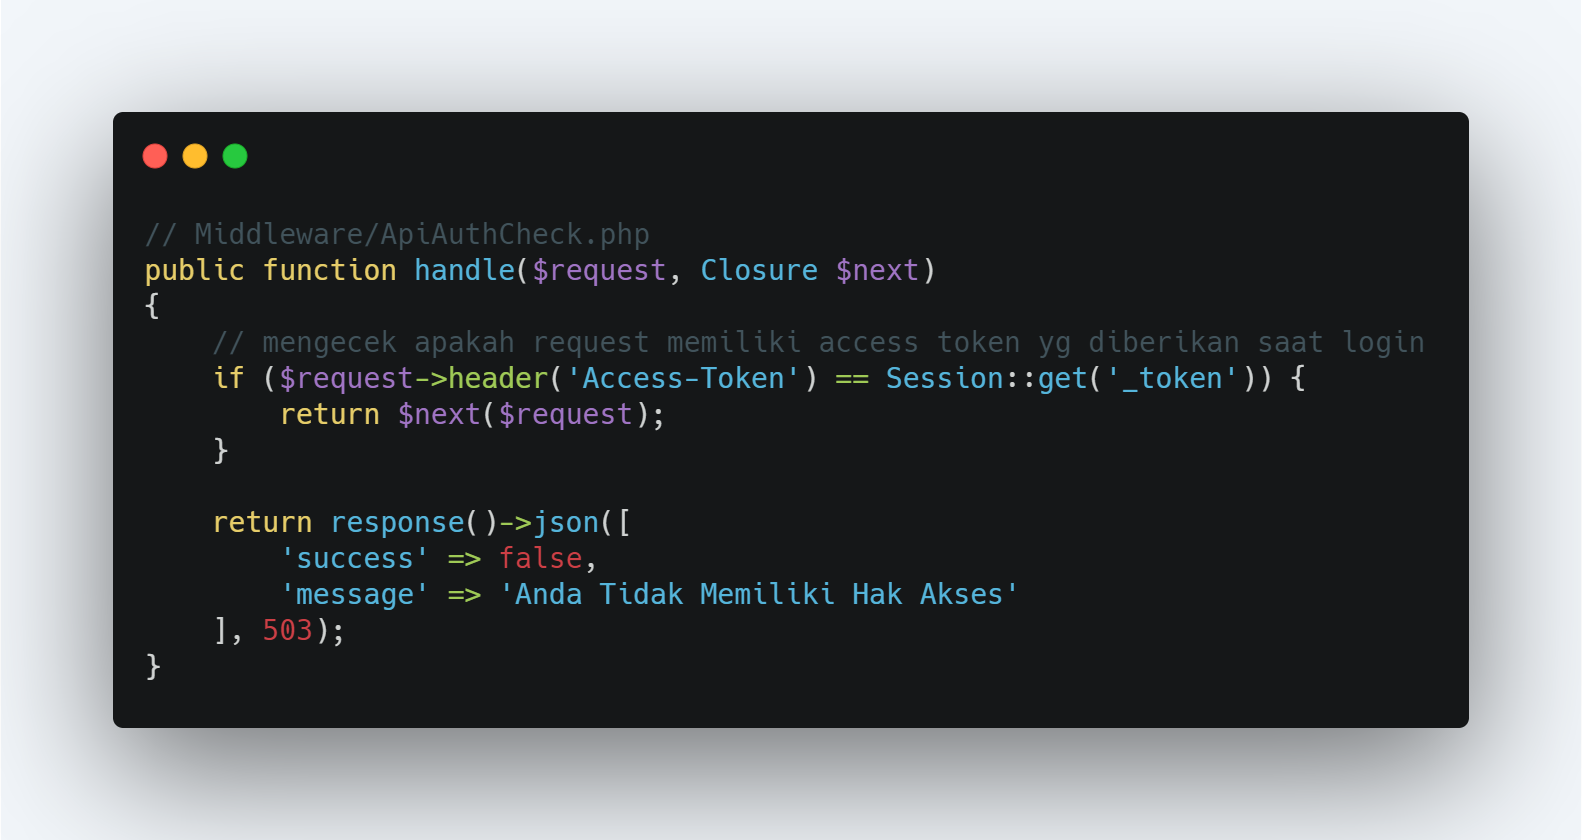 // Middleware/ApiAuthCheck.php
public function handle($request, Closure $next)
{
    // mengecek apakah request memiliki access token yg diberikan saat login
    if ($request->header('Access-Token') == Session::get('_token')) {
        return $next($request);
    }

    return response()->json([
        'success' => false,
        'message' => 'Anda Tidak Memiliki Hak Akses'
    ], 503);
}